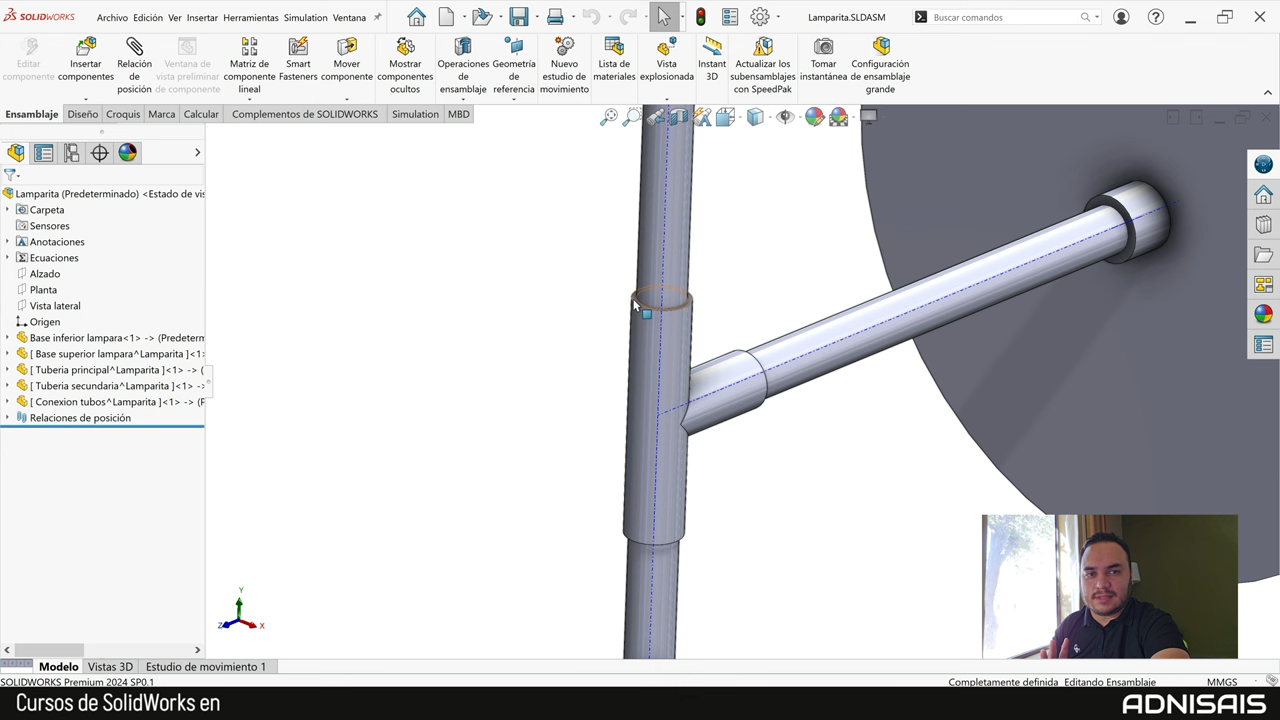 SOLIDWORKS
Archivo Edición Ver Insertar Herramientas Simulation Ventana
Lamparita.SLDASM
Buscar comandos
Editar componente
Insertar componentes
Relación de posición
Ventana de vista preliminar de componente
Matriz de componente lineal
Smart Fasteners
Mover componente
Mostrar componentes ocultos
Operaciones de ensamblaje
Geometría de referencia
Nuevo estudio de movimiento
Lista de materiales
Vista explosionada
Instant 3D
Actualizar los subensamblajes con SpeedPak
Tomar instantánea
Configuración de ensamblaje grande
Ensamblaje Diseño Croquis Marca Calcular Complementos de SOLIDWORKS Simulation MBD
Lamparita (Predeterminado) <Estado de vis
Carpeta
Sensores
Anotaciones
Ecuaciones
Alzado
Planta
Vista lateral
Origen
Base inferior lampara<1> -> (Predeterm
[ Base superior lampara^Lamparita ]<1>
[ Tuberia principal^Lamparita ]<1> -> (
[ Tuberia secundaria^Lamparita ]<1> ->
[ Conexion tubos^Lamparita ]<1> -> (P
Relaciones de posición
Y
Z
X
Modelo Vistas 3D Estudio de movimiento 1
SOLIDWORKS Premium 2024 SP0.1
Completamente definida Editando Ensamblaje MMGS
Cursos de SolidWorks en
ADNISAIS